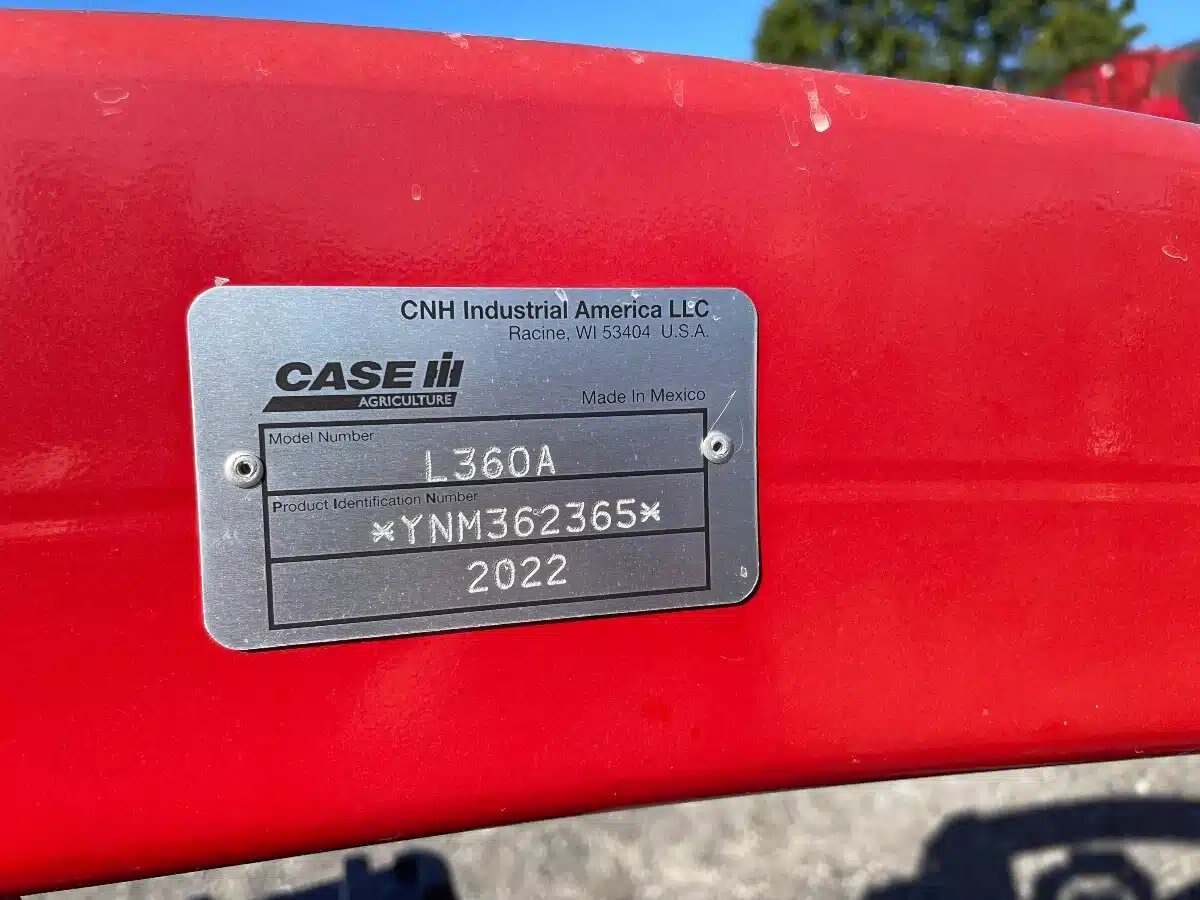 CNH Industrial America LLC
Racine, WI 53404 U.S.A.
CASE IH
AGRICULTURE
Made In Mexico
Model Number
L360A
Product Identification Number
*YNM362365*
2022